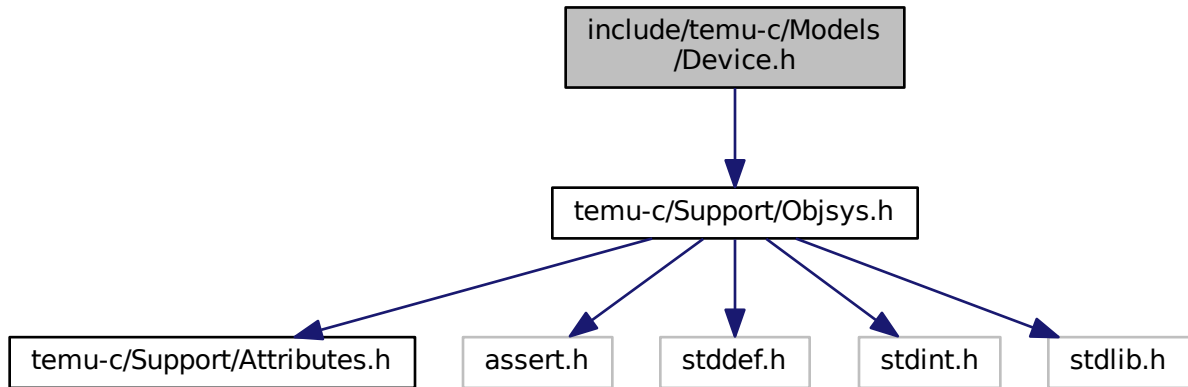 include/temu-c/Models
/Device.h
temu-c/Support/Objsys.h
temu-c/Support/Attributes.h
assert.h
stddef.h
stdint.h
stdlib.h